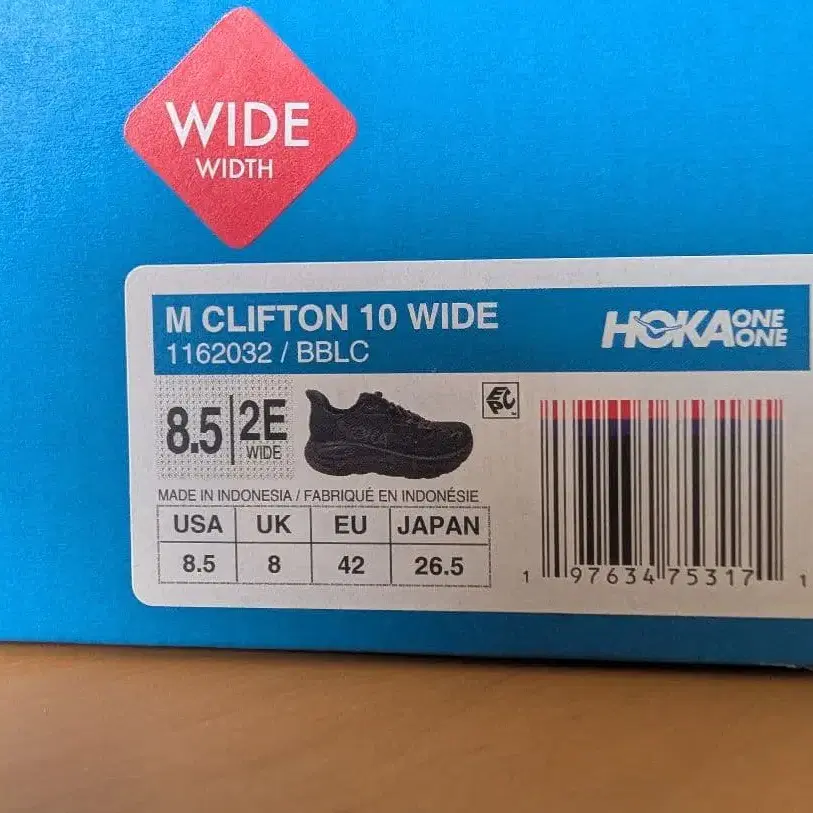 WIDE
WIDTH
M CLIFTON 10 WIDE
1162032 / BBLC
HOKA ONE ONE
8.5 2E
WIDE
EPC
MADE IN INDONESIA / FABRIQUÉ EN INDONÉSIE
USA UK EU JAPAN
8.5 8 42 26.5
1 97634 75317 1